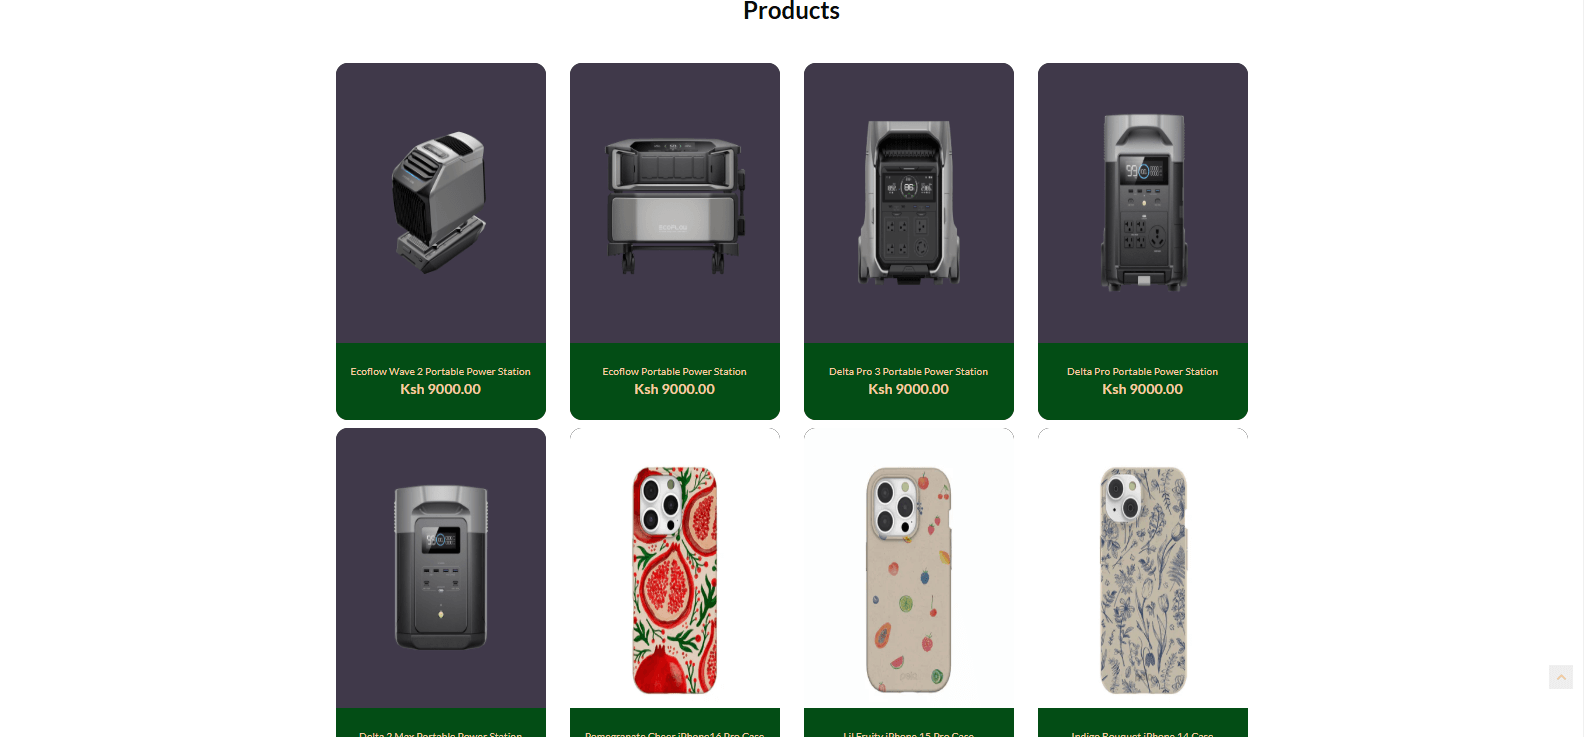 Products
ECOFLOW
Ecoflow Wave 2 Portable Power Station
Ksh 9000.00
Ecoflow Portable Power Station
Ksh 9000.00
Delta Pro 3 Portable Power Station
Ksh 9000.00
Delta Pro Portable Power Station
Ksh 9000.00
pela
Delta 2 Max Portable Power Station
Pomegranate Cheer iPhone16 Pro Case
Lil Fruity iPhone 15 Pro Case
Indigo Bouquet iPhone 14 Case